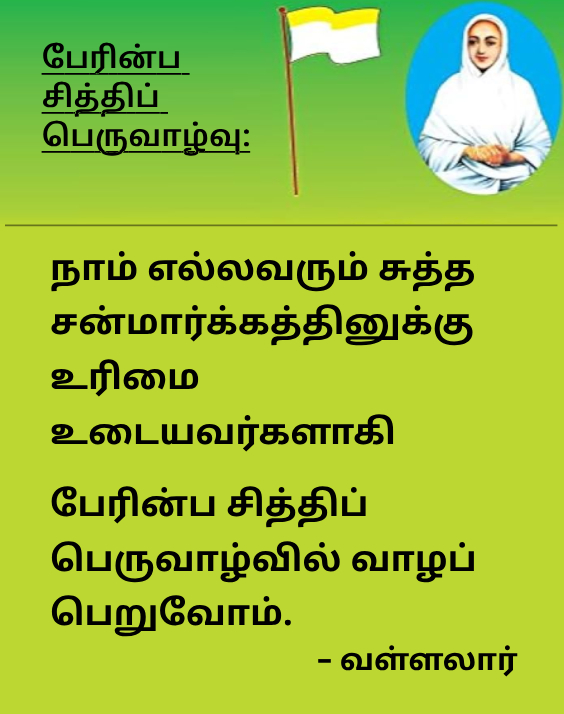 பேரின்ப
சித்திப்
பெருவாழ்வு:
நாம் எல்லவரும் சுத்த
சன்மார்க்கத்தினுக்கு
உரிமை
உடையவர்களாகி
பேரின்ப சித்திப்
பெருவாழ்வில் வாழப்
பெறுவோம்.
– வள்ளலார்